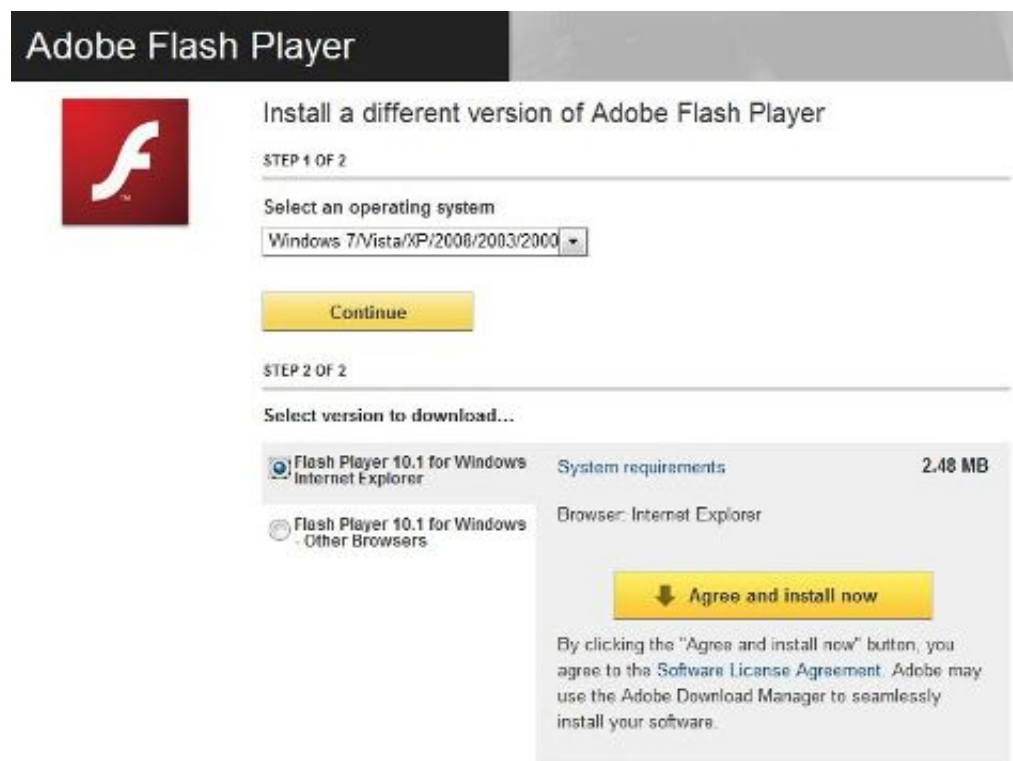 Adobe Flash Player
Install a different version of Adobe Flash Player
STEP 1 OF 2
Select an operating system
Windows 7/Vista/XP/2008/2003/2000
Continue
STEP 2 OF 2
Select version to download...
Flash Player 10.1 for Windows
Internet Explorer
System requirements
2.48 MB
Flash Player 10.1 for Windows
- Other Browsers
Browser: Internet Explorer
Agree and install now
By clicking the "Agree and install now" button, you
agree to the Software License Agreement. Adobe may
use the Adobe Download Manager to seamlessly
install your software.